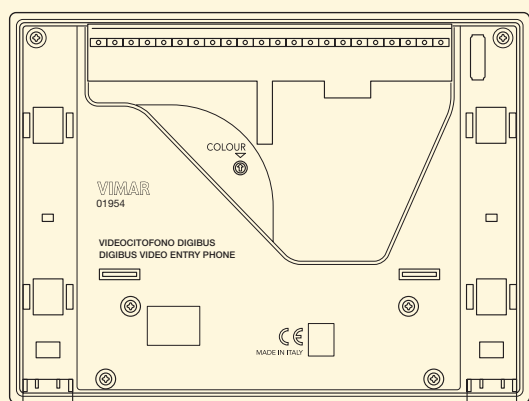 COLOUR
VIMAR
01954
VIDEOCITOFONO DIGIBUS
DIGIBUS VIDEO ENTRY PHONE
CE
MADE IN ITALY